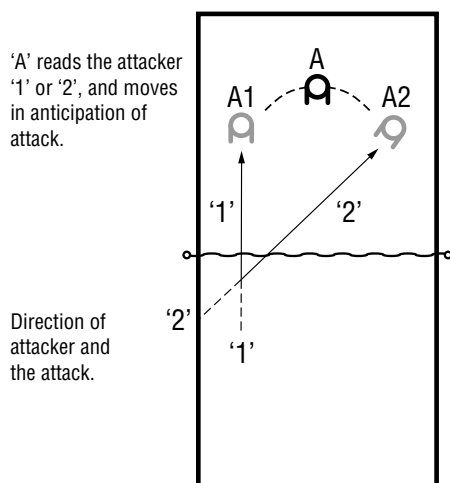 ‘A’ reads the attacker
‘1’ or ‘2’, and moves
in anticipation of
attack.
A
A1
A2
‘1’
‘2’
Direction of
attacker and
the attack.
‘2’
‘1’